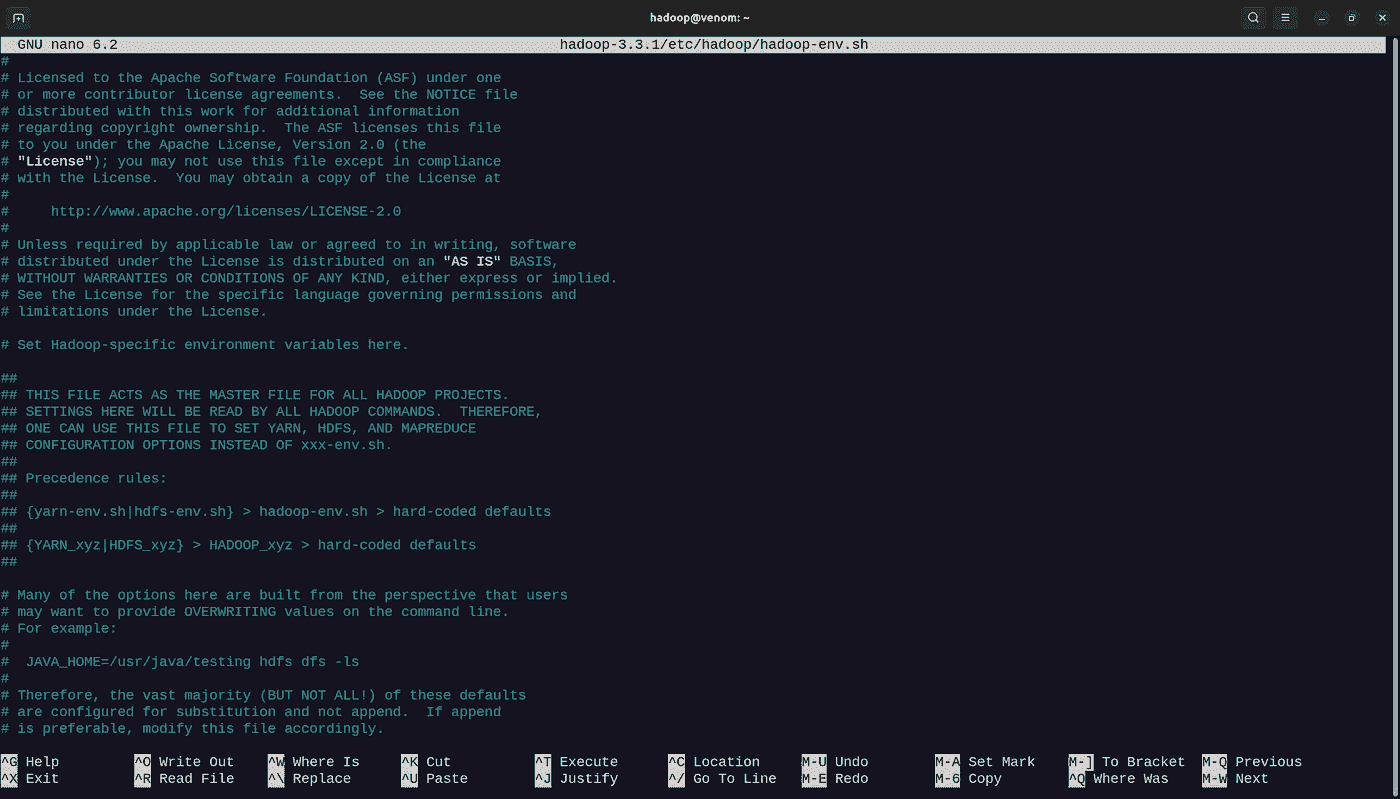 hadoop@venom: ~
GNU nano 6.2 hadoop-3.3.1/etc/hadoop/hadoop-env.sh
#
# Licensed to the Apache Software Foundation (ASF) under one
# or more contributor license agreements.  See the NOTICE file
# distributed with this work for additional information
# regarding copyright ownership.  The ASF licenses this file
# to you under the Apache License, Version 2.0 (the
# "License"); you may not use this file except in compliance
# with the License.  You may obtain a copy of the License at
#
#     http://www.apache.org/licenses/LICENSE-2.0
#
# Unless required by applicable law or agreed to in writing, software
# distributed under the License is distributed on an "AS IS" BASIS,
# WITHOUT WARRANTIES OR CONDITIONS OF ANY KIND, either express or implied.
# See the License for the specific language governing permissions and
# limitations under the License.
# Set Hadoop-specific environment variables here.
##
## THIS FILE ACTS AS THE MASTER FILE FOR ALL HADOOP PROJECTS.
## SETTINGS HERE WILL BE READ BY ALL HADOOP COMMANDS.  THEREFORE,
## ONE CAN USE THIS FILE TO SET YARN, HDFS, AND MAPREDUCE
## CONFIGURATION OPTIONS INSTEAD OF xxx-env.sh.
##
## Precedence rules:
##
## {yarn-env.sh|hdfs-env.sh} > hadoop-env.sh > hard-coded defaults
##
## {YARN_xyz|HDFS_xyz} > HADOOP_xyz > hard-coded defaults
##
# Many of the options here are built from the perspective that users
# may want to provide OVERWRITING values on the command line.
# For example:
#
#  JAVA_HOME=/usr/java/testing hdfs dfs -ls
#
# Therefore, the vast majority (BUT NOT ALL!) of these defaults
# are configured for substitution and not append.  If append
# is preferable, modify this file accordingly.
^G Help ^O Write Out ^W Where Is ^K Cut ^T Execute ^C Location M-U Undo M-A Set Mark M-] To Bracket M-Q Previous
^X Exit ^R Read File ^\ Replace ^U Paste ^J Justify ^/ Go To Line M-E Redo M-6 Copy ^Q Where Was M-W Next